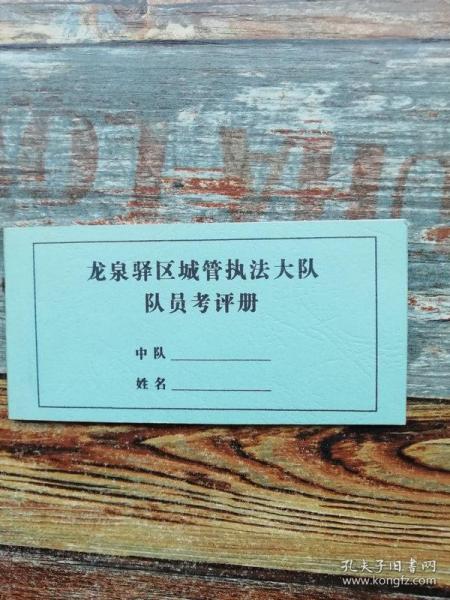 龙泉驿区城管执法大队
队员考评册
中队
姓名
孔夫子旧书网
www.kongfz.com